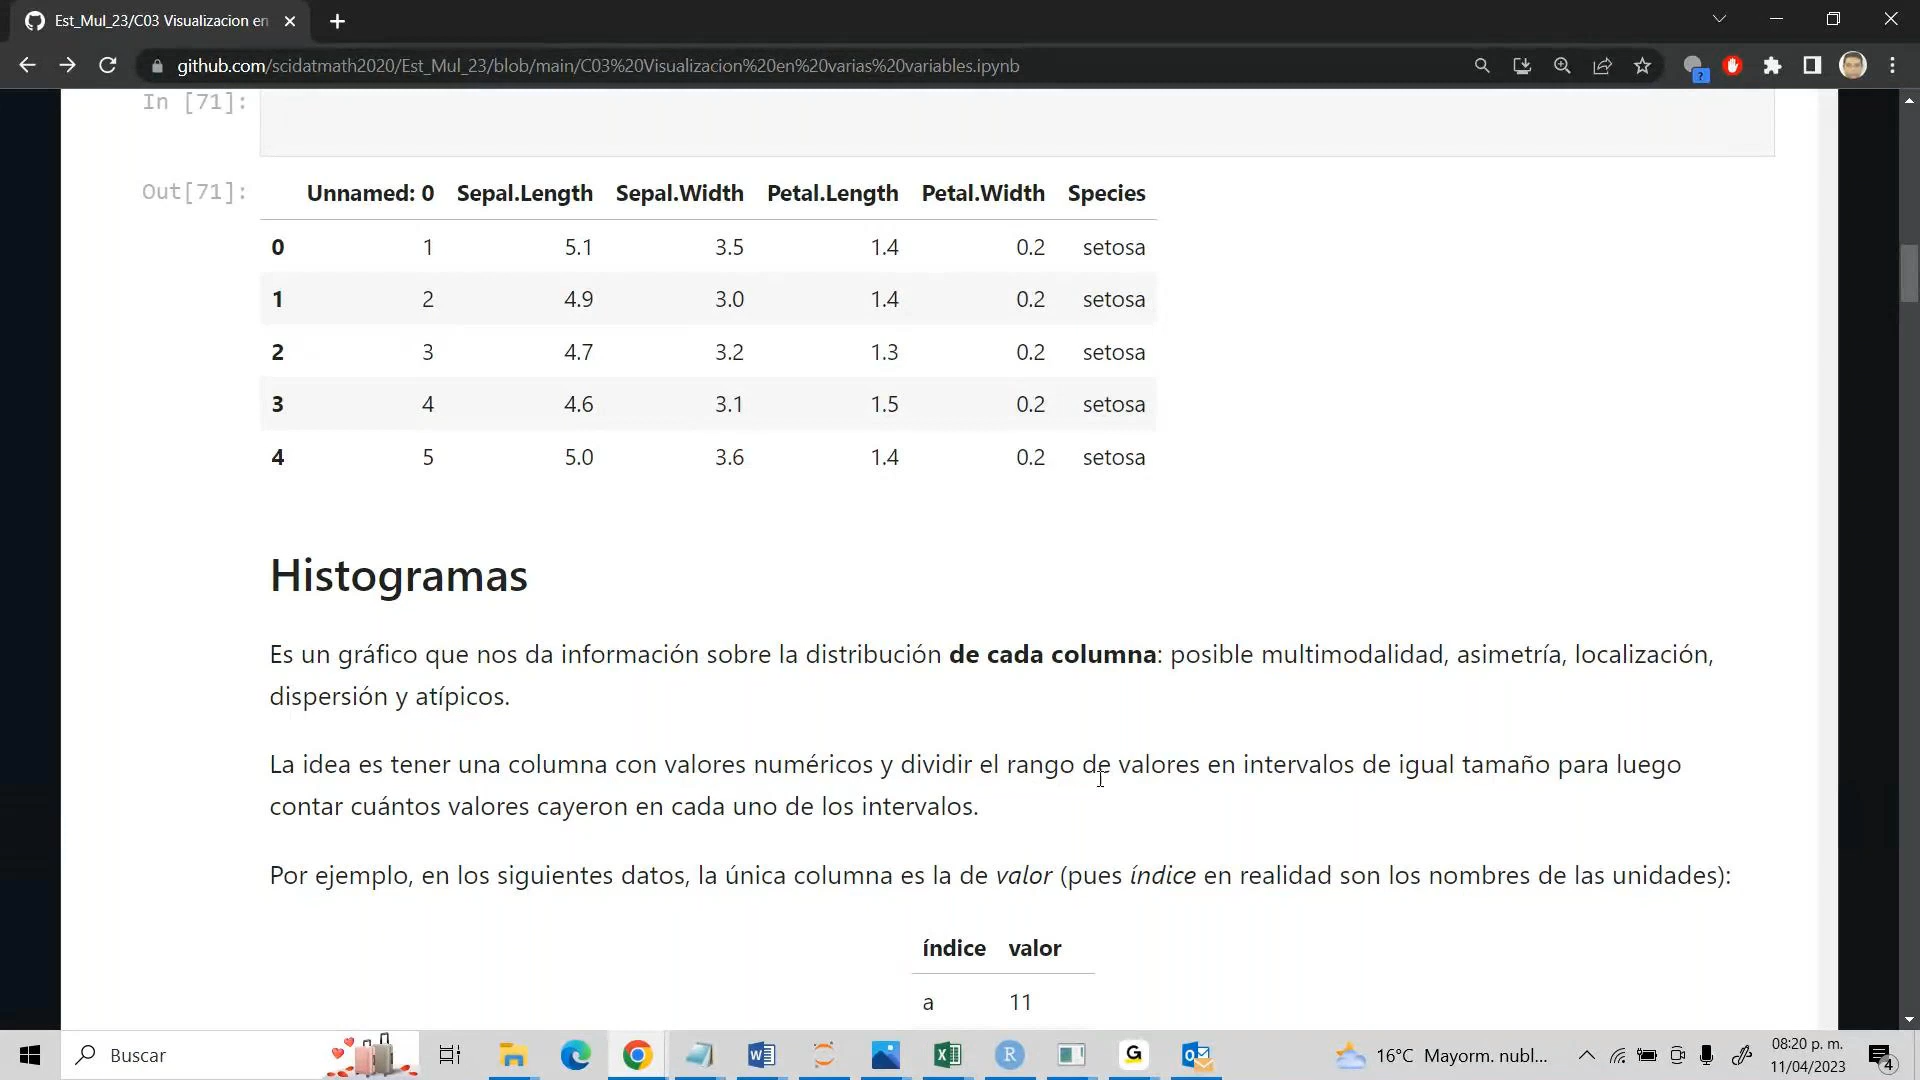 Est_Mul_23/C03 Visualizacion en
github.com/scidatmath2020/Est_Mul_23/blob/main/C03%20Visualizacion%20en%20varias%20variables.ipynb
In [71]:
Out[71]:
Unnamed: 0 Sepal.Length Sepal.Width Petal.Length Petal.Width Species
0 1 5.1 3.5 1.4 0.2 setosa
1 2 4.9 3.0 1.4 0.2 setosa
2 3 4.7 3.2 1.3 0.2 setosa
3 4 4.6 3.1 1.5 0.2 setosa
4 5 5.0 3.6 1.4 0.2 setosa
Histogramas
Es un gráfico que nos da información sobre la distribución de cada columna: posible multimodalidad, asimetría, localización,
dispersión y atípicos.
La idea es tener una columna con valores numéricos y dividir el rango de valores en intervalos de igual tamaño para luego
contar cuántos valores cayeron en cada uno de los intervalos.
Por ejemplo, en los siguientes datos, la única columna es la de valor (pues índice en realidad son los nombres de las unidades):
índice valor
a 11
Buscar
16°C Mayorm. nubl...
08:20 p. m.
11/04/2023
4